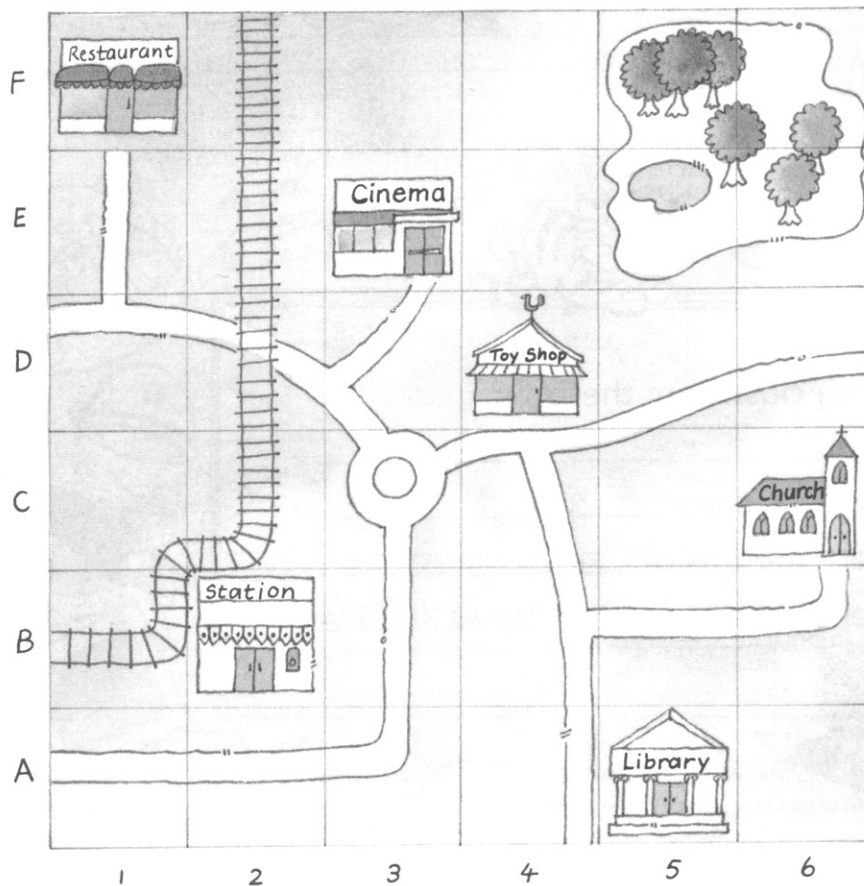 Restaurant
F
Cinema
E
Toy Shop
D
Church
C
Station
B
Library
A
1 2 3 4 5 6